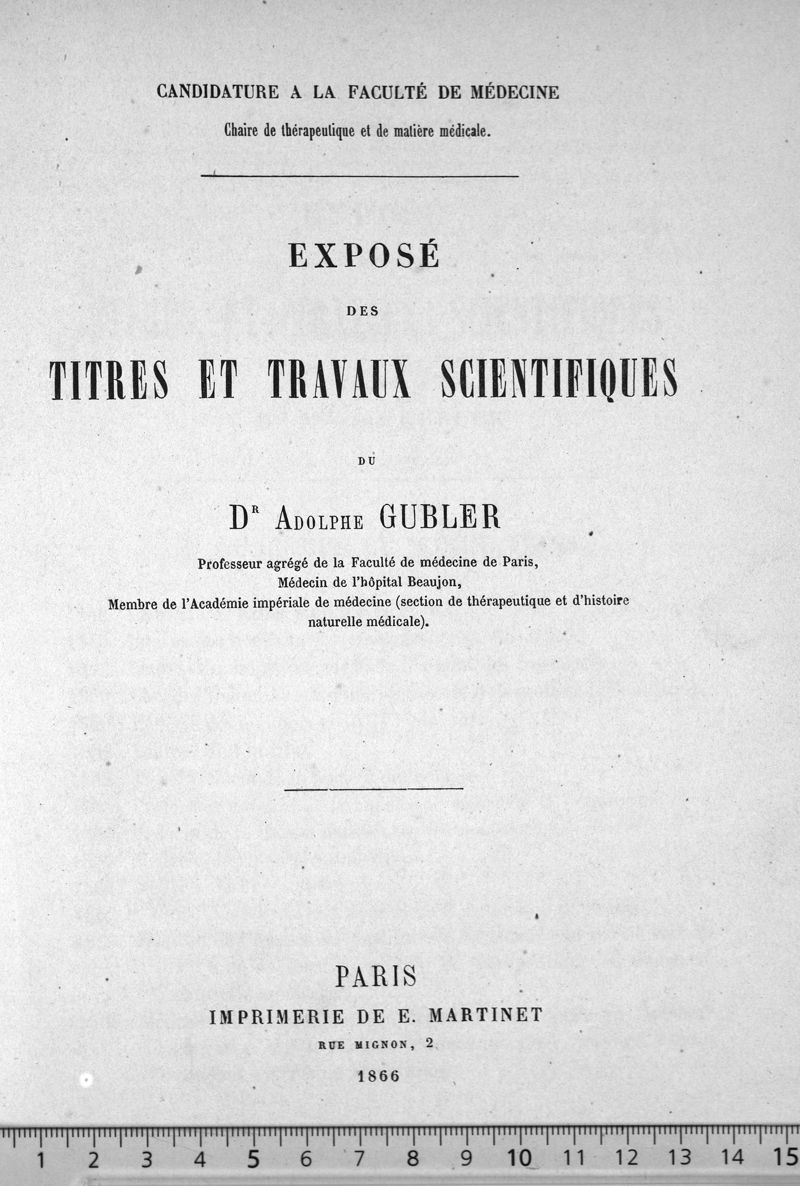 CANDIDATURE A LA FACULTÉ DE MÉDECINE
Chaire de thérapeutique et de matière médicale.
EXPOSÉ
DES
TITRES ET TRAVAUX SCIENTIFIQUES
DU
DR ADOLPHE GUBLER
Professeur agrégé de la Faculté de médecine de Paris,
Médecin de l'hôpital Beaujon,
Membre de l'Académie impériale de médecine (section de thérapeutique et d'histoire
naturelle médicale).
PARIS
IMPRIMERIE DE E. MARTINET
RUE MIGNON, 2
1866
1 2 3 4 5 6 7 8 9 10 11 12 13 14 15